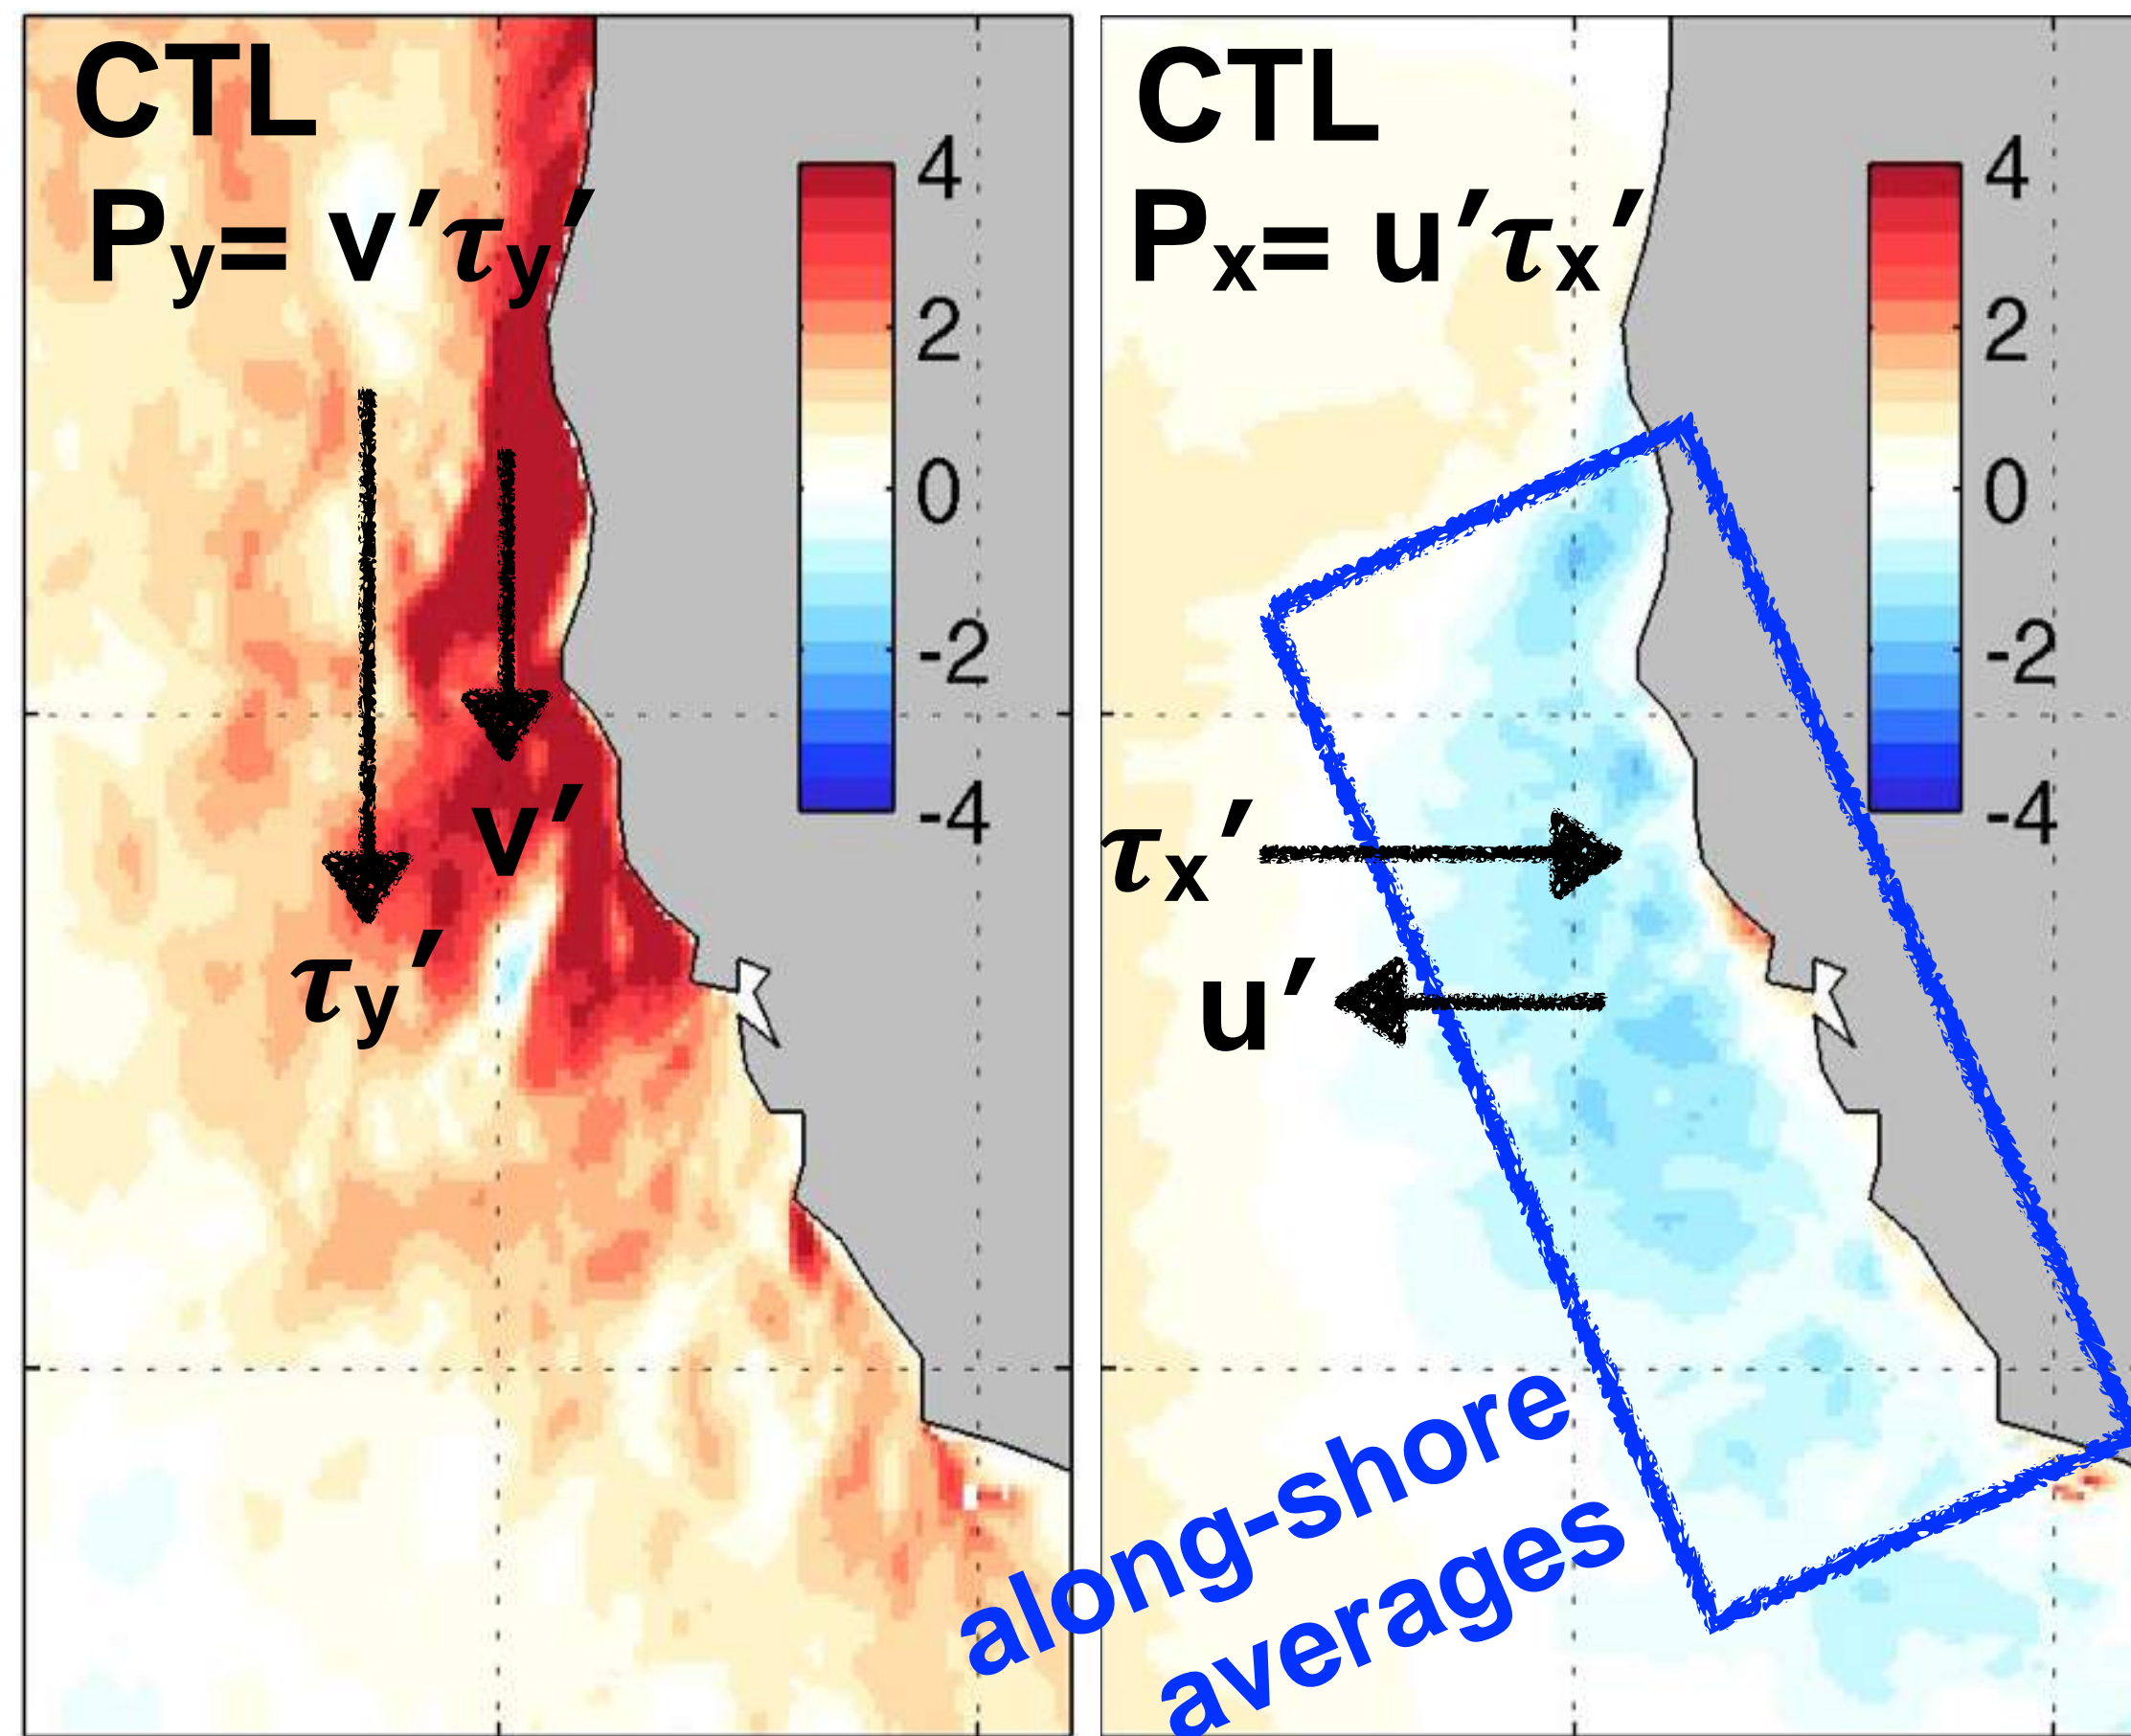 CTL
Py= v′τy′
4
2
0
-2
-4
v′
τy′
CTL
Px= u′τx′
4
2
0
-2
-4
τx′
u′
along-shore
averages